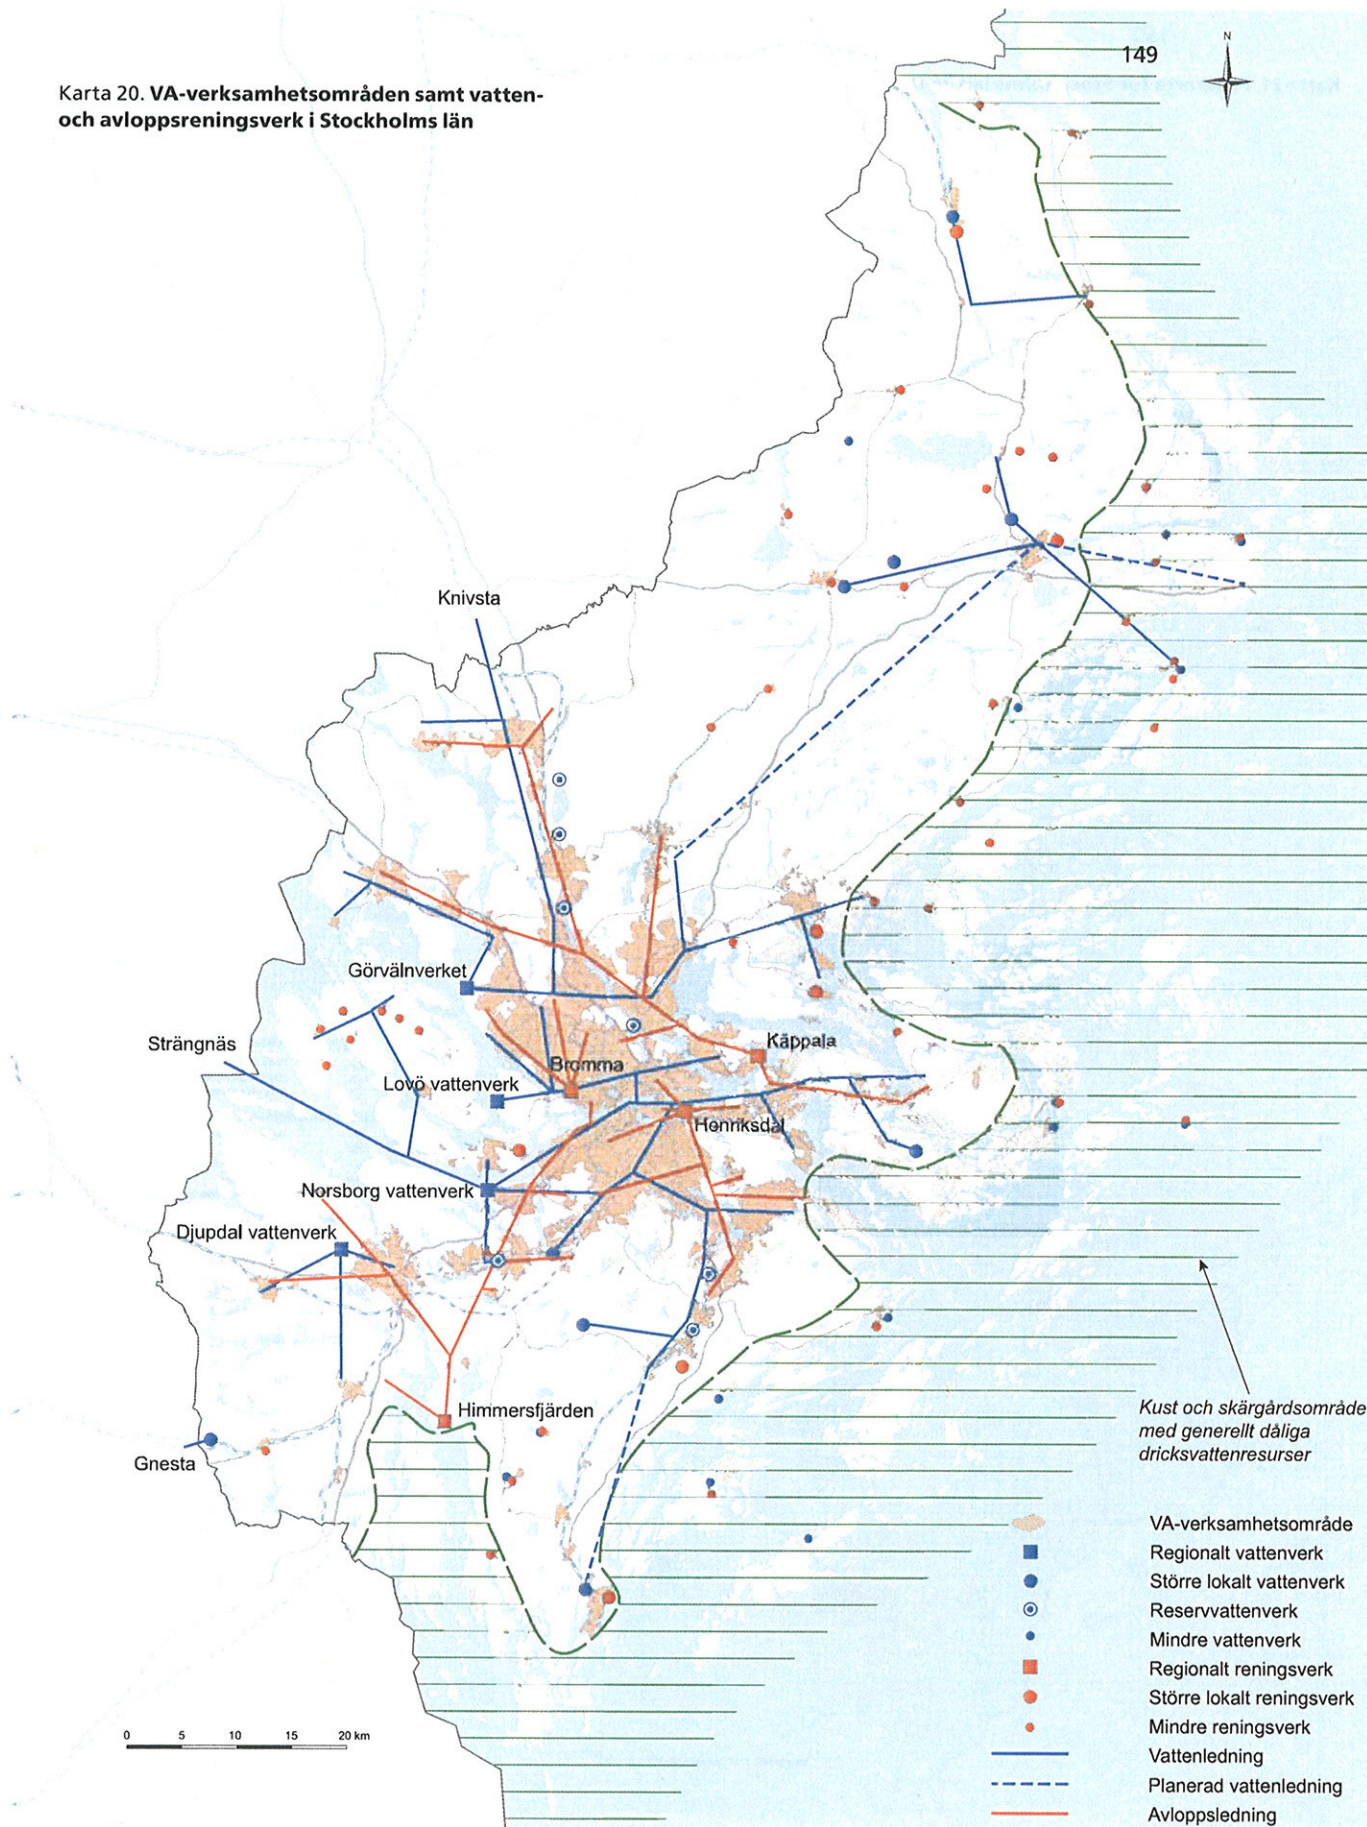 149
N
Karta 20. VA-verksamhetsområden samt vatten-
och avloppsreningsverk i Stockholms län
Knivsta
Görvälnverket
Strängnäs
Käppala
Bromma
Lovö vattenverk
Henriksdal
Norsborg vattenverk
Djupdal vattenverk
Himmersfjärden
Gnesta
Kust och skärgårdsområde
med generellt dåliga
dricksvattenresurser
VA-verksamhetsområde
Regionalt vattenverk
Större lokalt vattenverk
Reservvattenverk
Mindre vattenverk
Regionalt reningsverk
Större lokalt reningsverk
Mindre reningsverk
Vattenledning
Planerad vattenledning
Avloppsledning
0 5 10 15 20 km